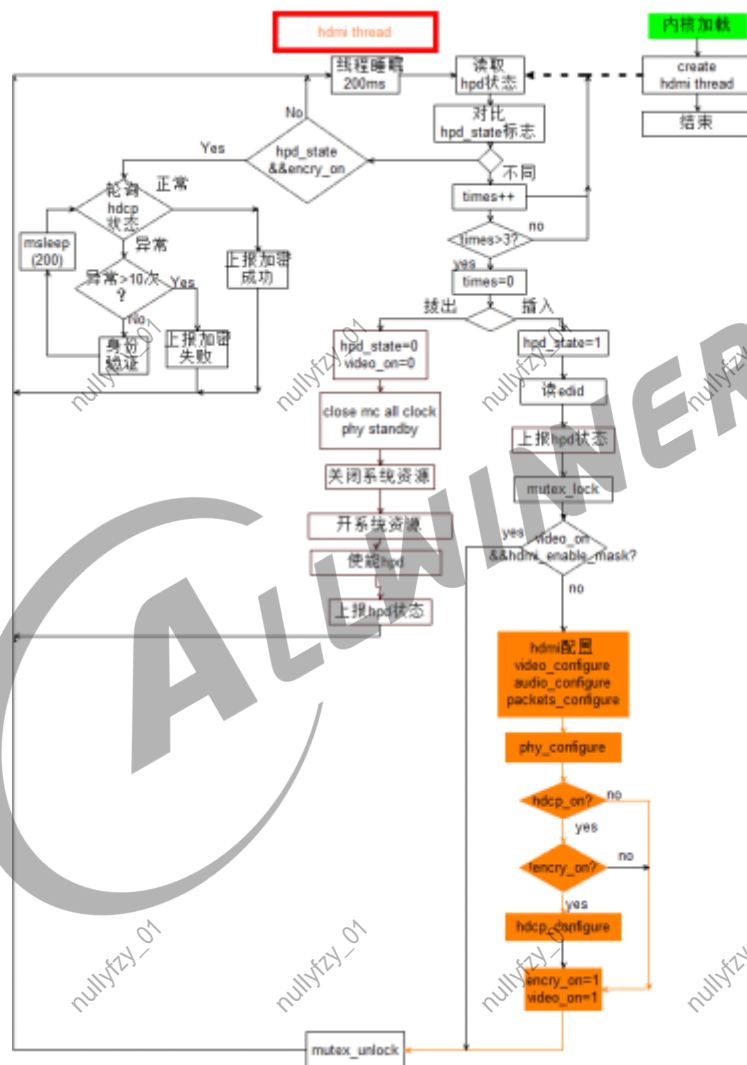 hdmi thread
内核加载
create
hdmi thread
结束
线程睡眠
200ms
读取
hpd状态
对比
hpd_state标志
不同
times++
times>3?
no
yes
times=0
拔出
插入
No
hpd_state
&&encry_on
Yes
轮询
hdcp
状态
正常
异常
msleep
(200)
异常>10次
?
Yes
No
身份
验证
上报加密
失败
上报加密
成功
hpd_state=0
video_on=0
close mc all clock
phy standby
关闭系统资源
开系统资源
使能hpd
上报hpd状态
hpd_state=1
读edid
上报hpd状态
mutex_lock
video_on
&&hdmi_enable_mask?
yes
no
hdmi配置
video_configure
audio_configure
packets_configure
phy_configure
hdcp_on?
no
yes
!encry_on?
no
yes
hdcp_configure
encry_on=1
video_on=1
mutex_unlock
ALLWINNER
nullyfzy_01
nullyfzy_01
nullyfzy_01
nullyfzy_01
nullyfzy_01
nullyfzy_01